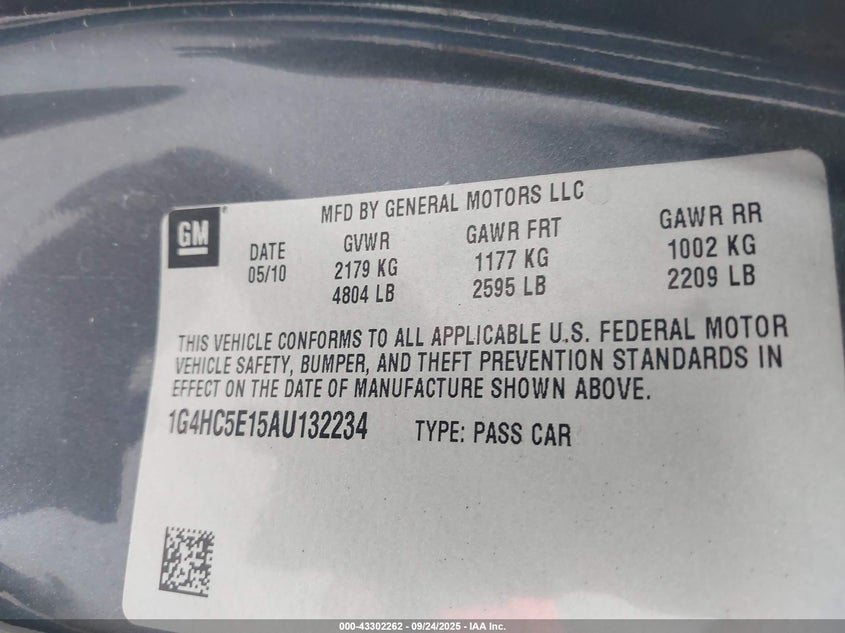 MFD BY GENERAL MOTORS LLC
GM
DATE GVWR GAWR FRT GAWR RR
05/10 2179 KG 1177 KG 1002 KG
4804 LB 2595 LB 2209 LB
THIS VEHICLE CONFORMS TO ALL APPLICABLE U.S. FEDERAL MOTOR
VEHICLE SAFETY, BUMPER, AND THEFT PREVENTION STANDARDS IN
EFFECT ON THE DATE OF MANUFACTURE SHOWN ABOVE.
1G4HC5E15AU132234 TYPE: PASS CAR
000-43302262 - 09/24/2025 - IAA Inc.